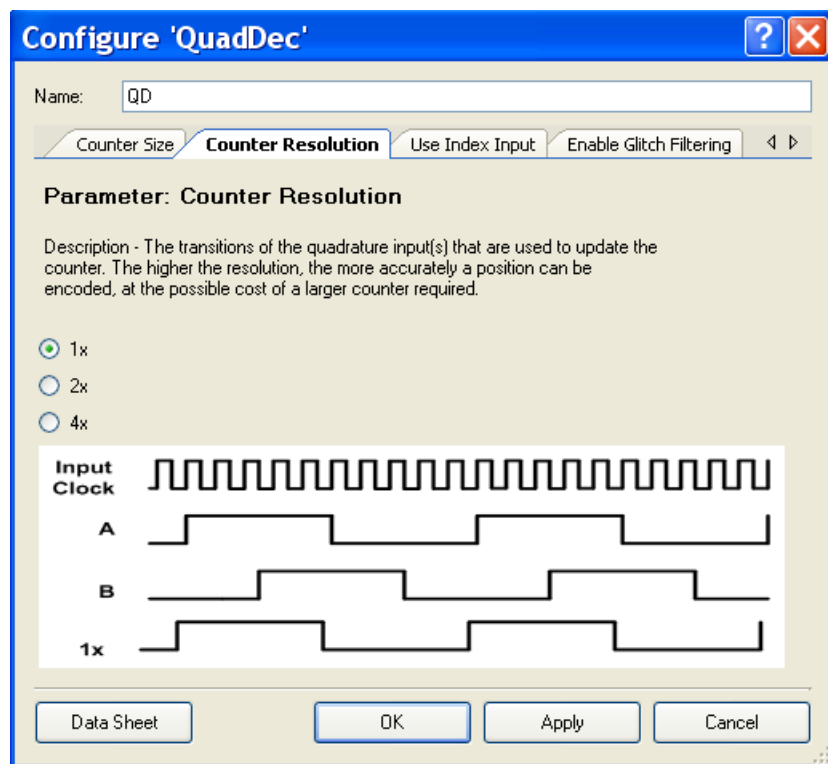 Configure 'QuadDec'
Name: QD
Counter Size Counter Resolution Use Index Input Enable Glitch Filtering
Parameter: Counter Resolution
Description - The transitions of the quadrature input(s) that are used to update the
counter. The higher the resolution, the more accurately a position can be
encoded, at the possible cost of a larger counter required.
1x
2x
4x
Input
Clock
A
B
1x
Data Sheet OK Apply Cancel